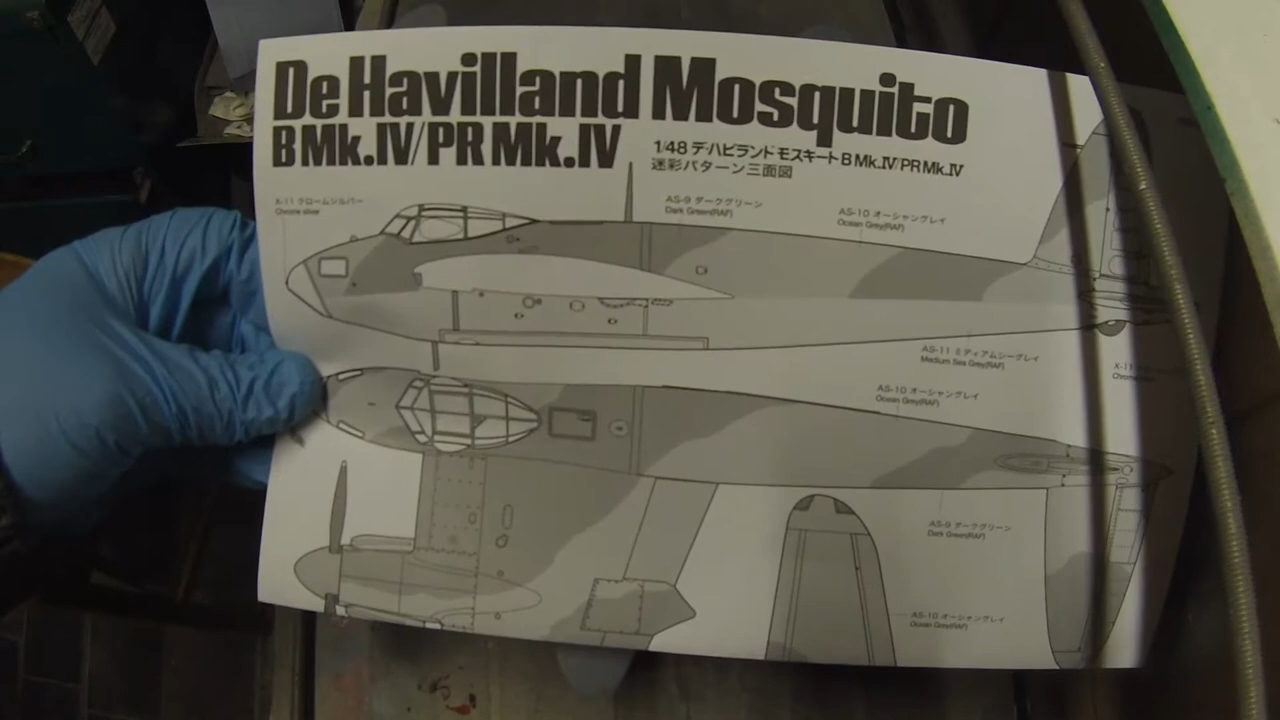 De Havilland Mosquito
B Mk.IV/PR Mk.IV
1/48 デ・ハビランド モスキート B Mk.IV/PR Mk.IV
迷彩パターン三面図
X-11 クロームシルバー
Chrome silver
AS-9 ダークグリーン
Dark Green(RAF)
AS-10 オーシャングレイ
Ocean Grey(RAF)
AS-11 ミディアムシーグレイ
Medium Sea Grey(RAF)
X-11
AS-10 オーシャングレイ
Ocean Grey(RAF)
AS-9 ダークグリーン
Dark Green(RAF)
AS-10 オーシャングレイ
Ocean Grey(RAF)